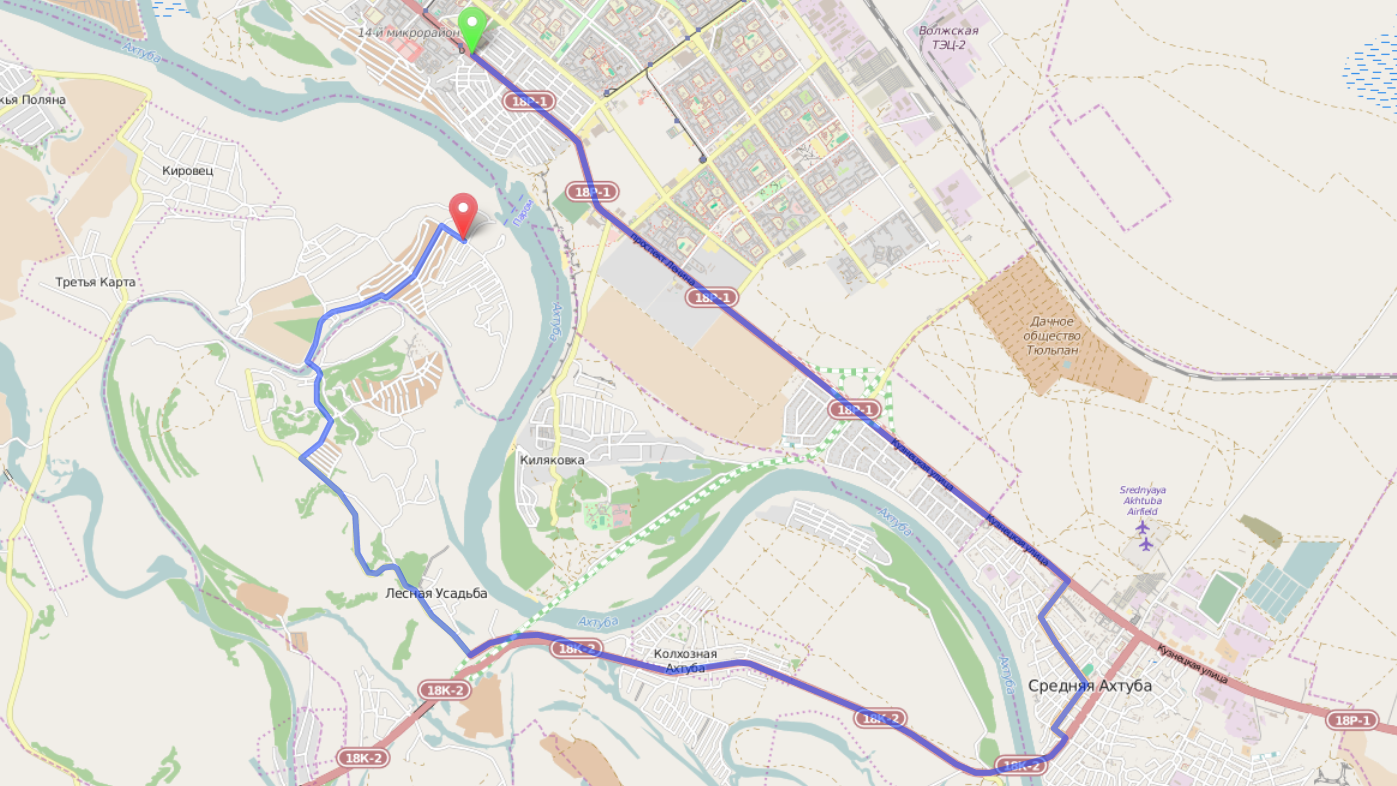 14-й микрорайон
Волжская
ТЭЦ-2
Ахтуба
жья Поляна
18Р-1
Кировец
18Р-1
Паром
проспект Ленина
Третья Карта
18Р-1
Ахтуба
Дачное
общество
Тюльпан
18Р-1
Кузнецкая улица
Киляковка
Srednyaya
Akhtuba
Airfield
Ахтуба
Кузнецкая улица
Лесная Усадьба
Ахтуба
18К-2
Колхозная
Ахтуба
Ахтуба
Кузнецкая улица
Средняя Ахтуба
18К-2
18К-2
18Р-1
18К-2
18К-2